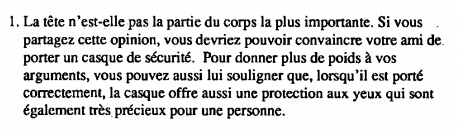 1. La tête n'est-elle pas la partie du corps la plus importante. Si vous
partagez cette opinion, vous devriez pouvoir convaincre votre ami de
porter un casque de sécurité. Pour donner plus de poids à vos
arguments, vous pouvez aussi lui souligner que, lorsqu'il est porté
correctement, la casque offre aussi une protection aux yeux qui sont
également très précieux pour une personne.